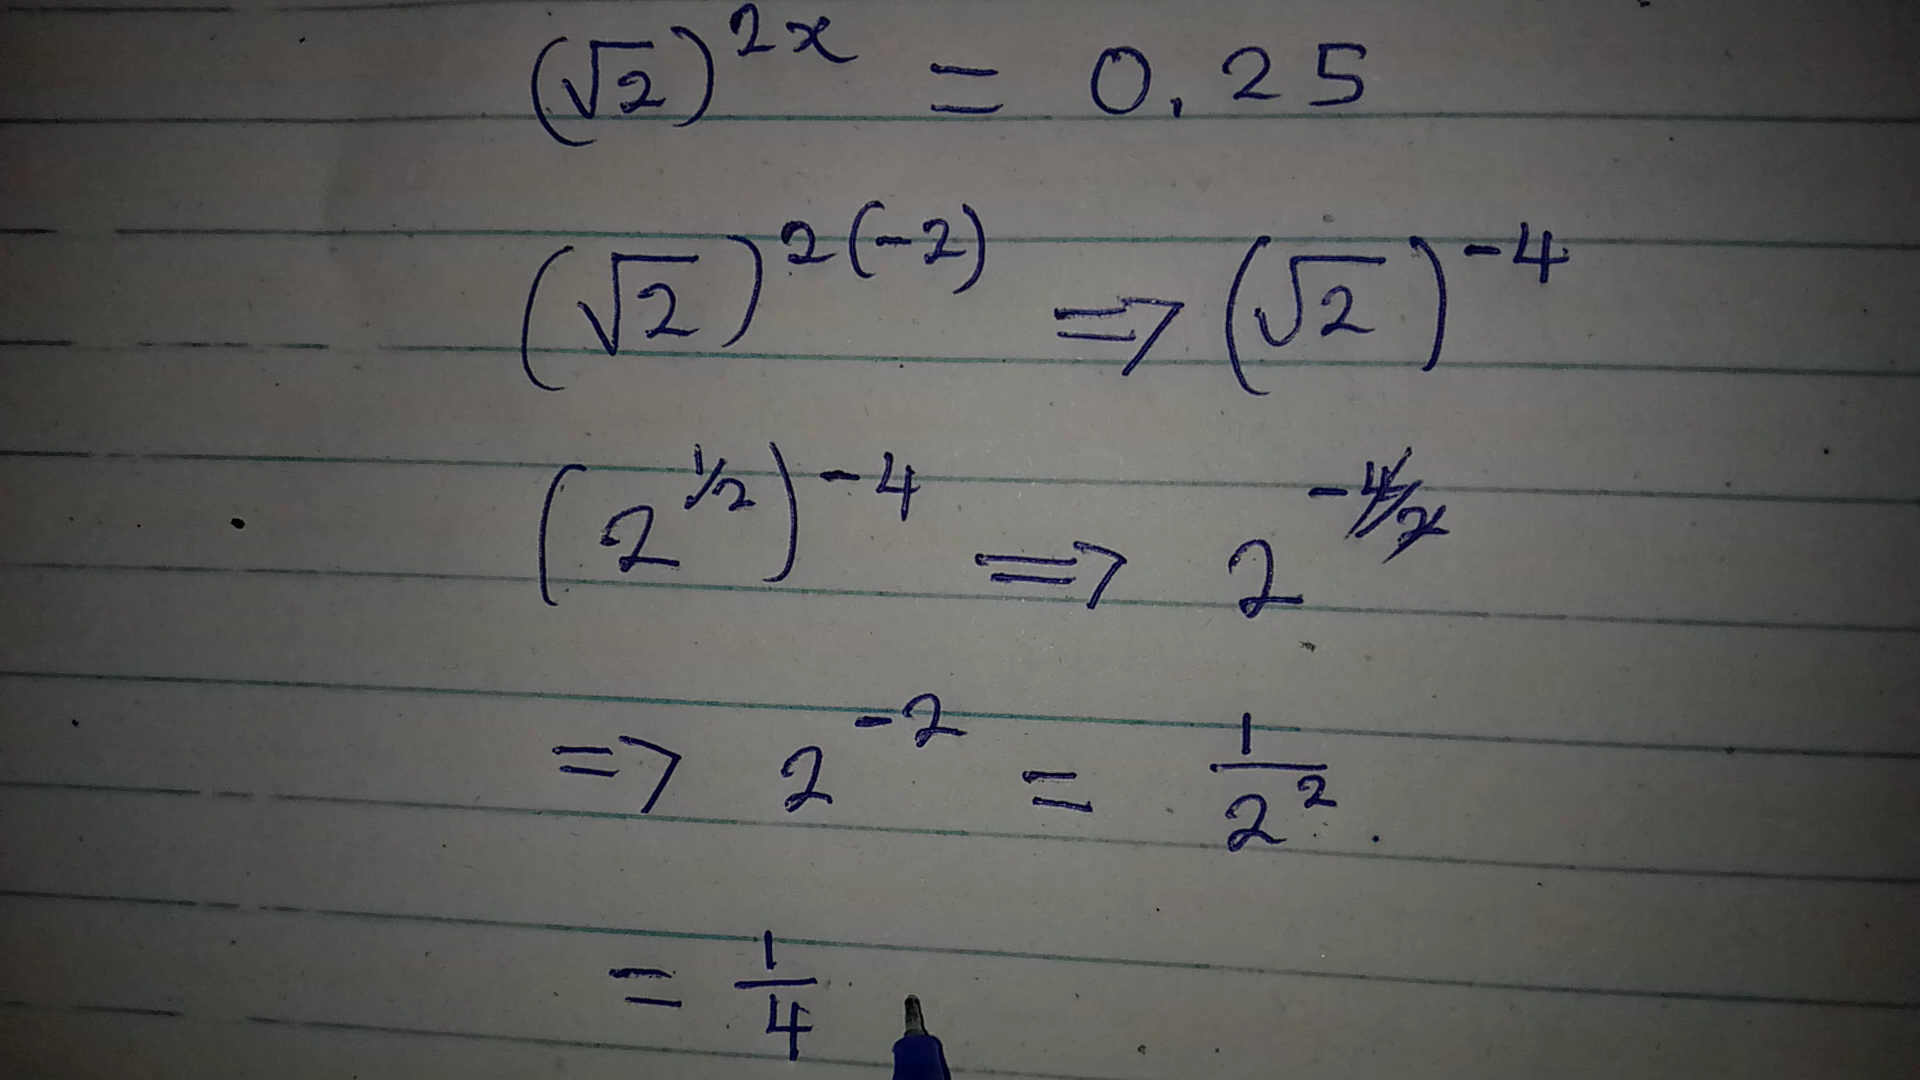 (√2)^2x = 0.25
(√2)^2(-2) => (√2)^-4
(2^1/2)^-4 => 2^-4/2
=> 2^-2 = 1/2^2.
= 1/4